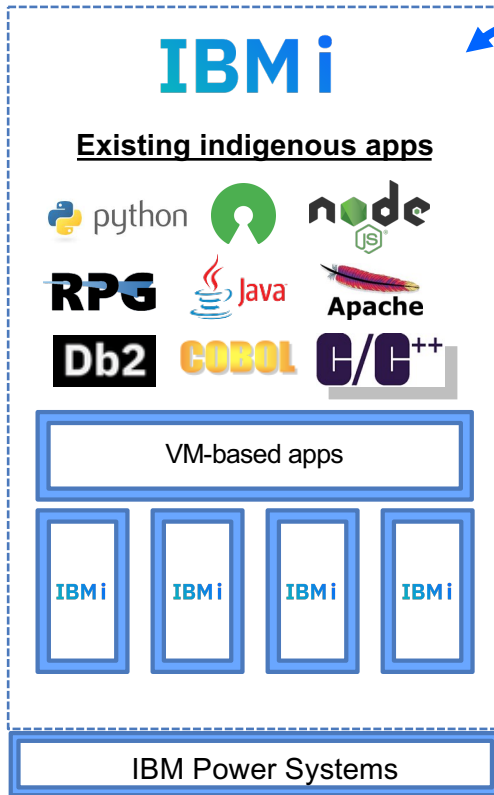 IBM i
Existing indigenous apps
python
node
JS
RPG
Java
Apache
Db2
COBOL
C/C++
VM-based apps
IBM i
IBM i
IBM i
IBM i
IBM Power Systems